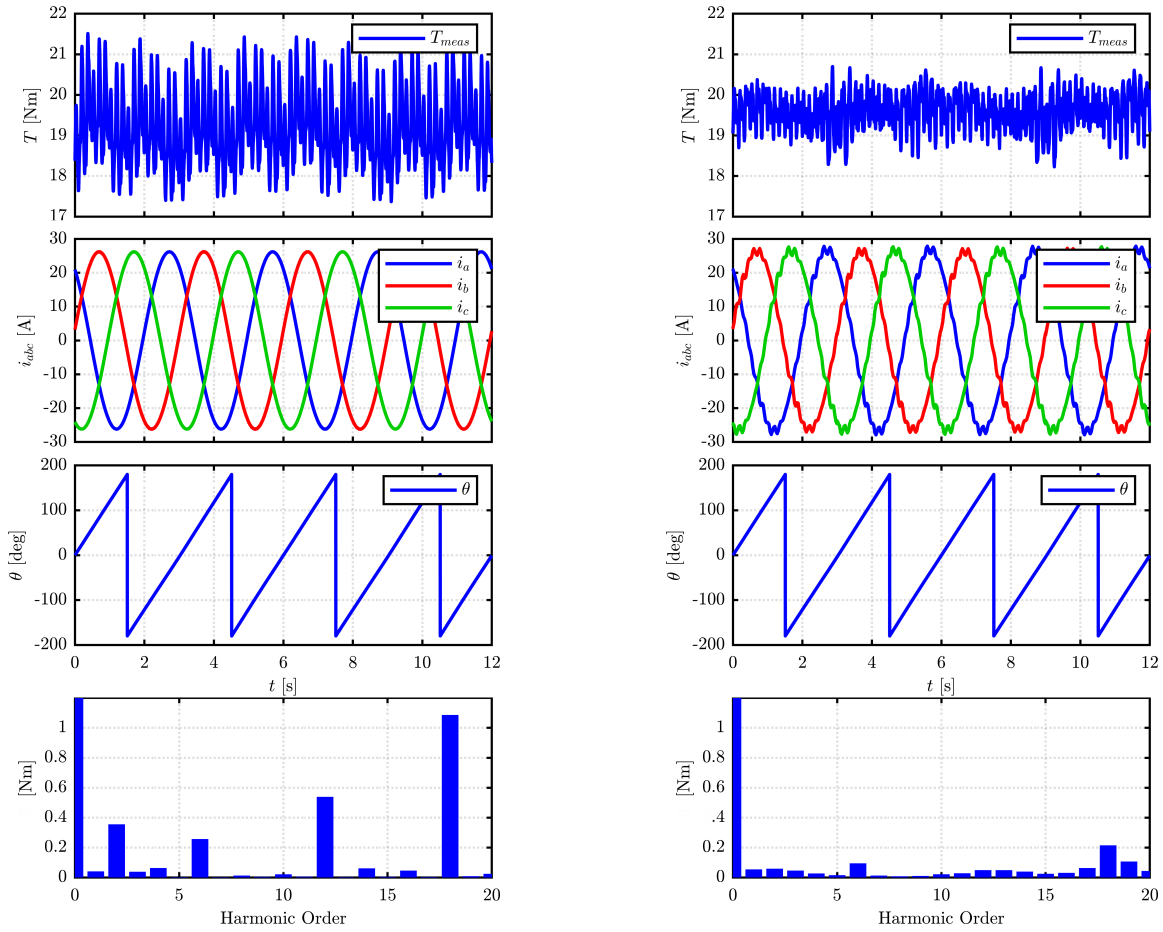 22
21
20
19
18
17
T [Nm]
T_meas
30
20
10
0
-10
-20
-30
i_abc [A]
i_a
i_b
i_c
200
100
0
-100
-200
θ [deg]
θ
0 2 4 6 8 10 12
t [s]
1
0.8
0.6
0.4
0.2
0
[Nm]
0 5 10 15 20
Harmonic Order
22
21
20
19
18
17
T [Nm]
T_meas
30
20
10
0
-10
-20
-30
i_abc [A]
i_a
i_b
i_c
200
100
0
-100
-200
θ [deg]
θ
0 2 4 6 8 10 12
t [s]
1
0.8
0.6
.4
0.2
0
[Nm]
0 5 10 15 20
Harmonic Order